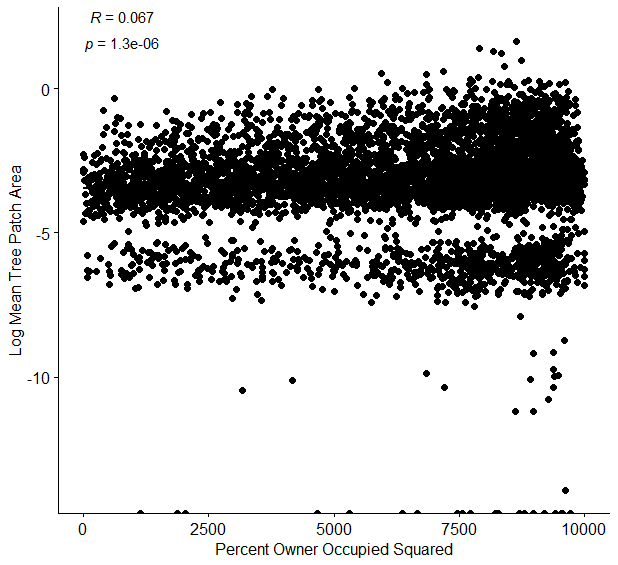 R = 0.067
p = 1.3e-06
0
-5
-10
Log Mean Tree Patch Area
0 2500 5000 7500 10000
Percent Owner Occupied Squared